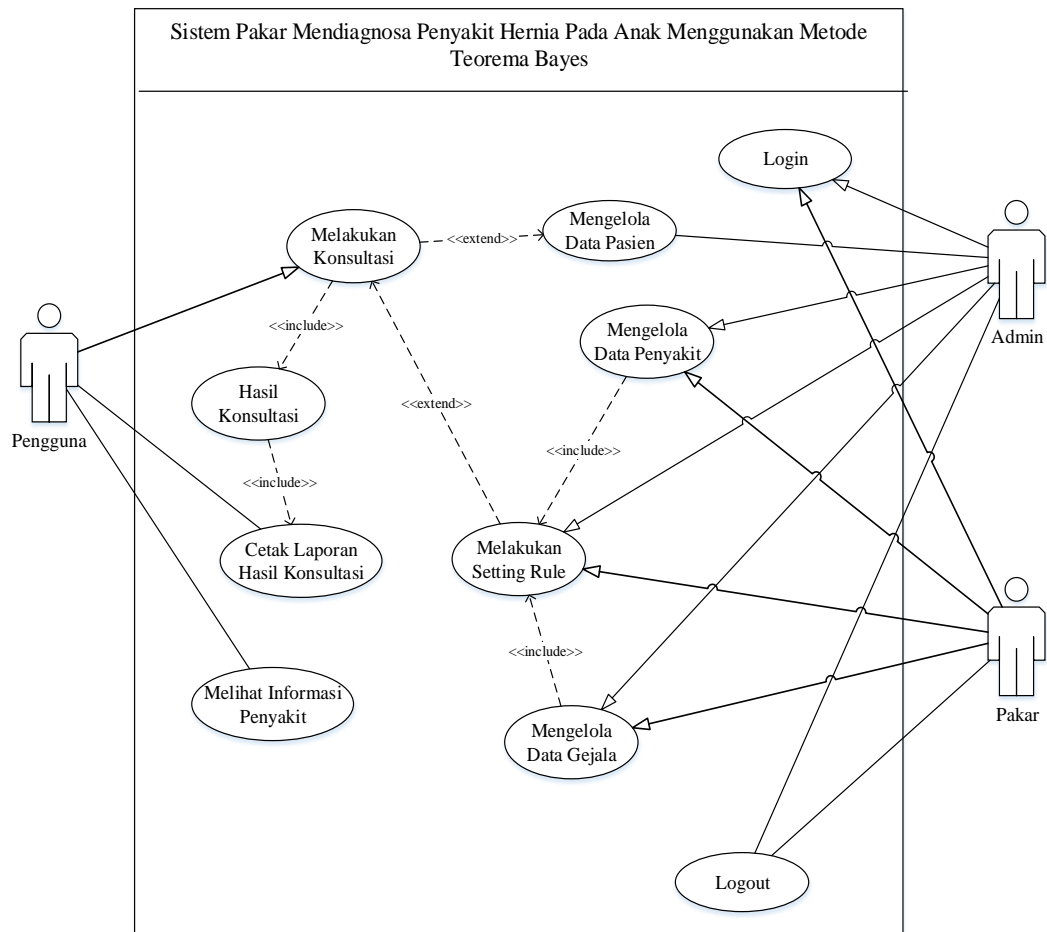 Sistem Pakar Mendiagnosa Penyakit Hernia Pada Anak Menggunakan Metode
Teorema Bayes
Login
Melakukan
Konsultasi
<<extend>>
Mengelola
Data Pasien
Admin
<<include>>
Mengelola
Data Penyakit
Hasil
Konsultasi
<<extend>>
Pengguna
<<include>>
<<include>>
Cetak Laporan
Hasil Konsultasi
Melakukan
Setting Rule
<<include>>
Melihat Informasi
Penyakit
Mengelola
Data Gejala
Pakar
Logout